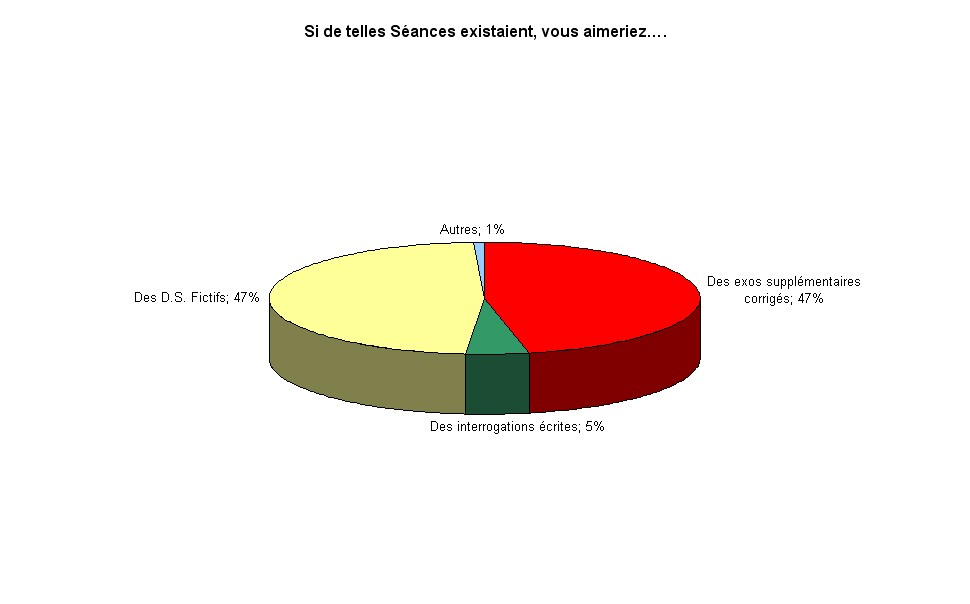 Si de telles Séances existaient, vous aimeriez….
Autres; 1%
Des exos supplémentaires
corrigés; 47%
Des D.S. Fictifs; 47%
Des interrogations écrites; 5%